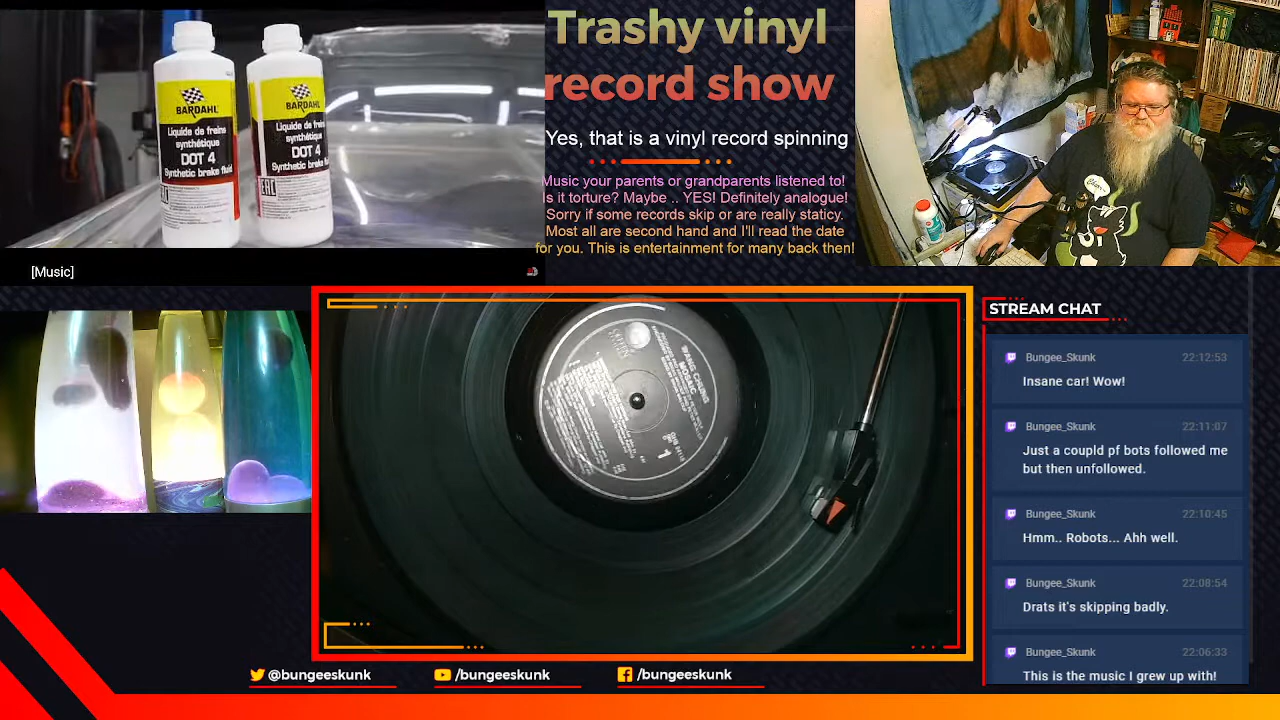 BARDAHL
Liquide de freins
synthétique
DOT 4
Synthetic brake fluid
BARDAHL
Liquide de freins
synthétique
DOT 4
Synthetic brake
[Music]
Trashy vinyl
record show
Yes, that is a vinyl record spinning
Music your parents or grandparents listened to!
Is it torture? Maybe .. YES! Definitely analogue!
Sorry if some records skip or are really staticy.
Most all are second hand and I'll read the date
for you. This is entertainment for many back then!
WANG CHUNG
MOSAIC
1
STREAM CHAT
Bungee_Skunk 22:12:53
Insane car! Wow!
Bungee_Skunk 22:11:07
Just a coupld pf bots followed me
but then unfollowed.
Bungee_Skunk 22:10:45
Hmm.. Robots... Ahh well.
Bungee_Skunk 22:08:54
Drats it's skipping badly.
Bungee_Skunk 22:06:33
This is the music I grew up with!
@bungeeskunk
/bungeeskunk
/bungeeskunk